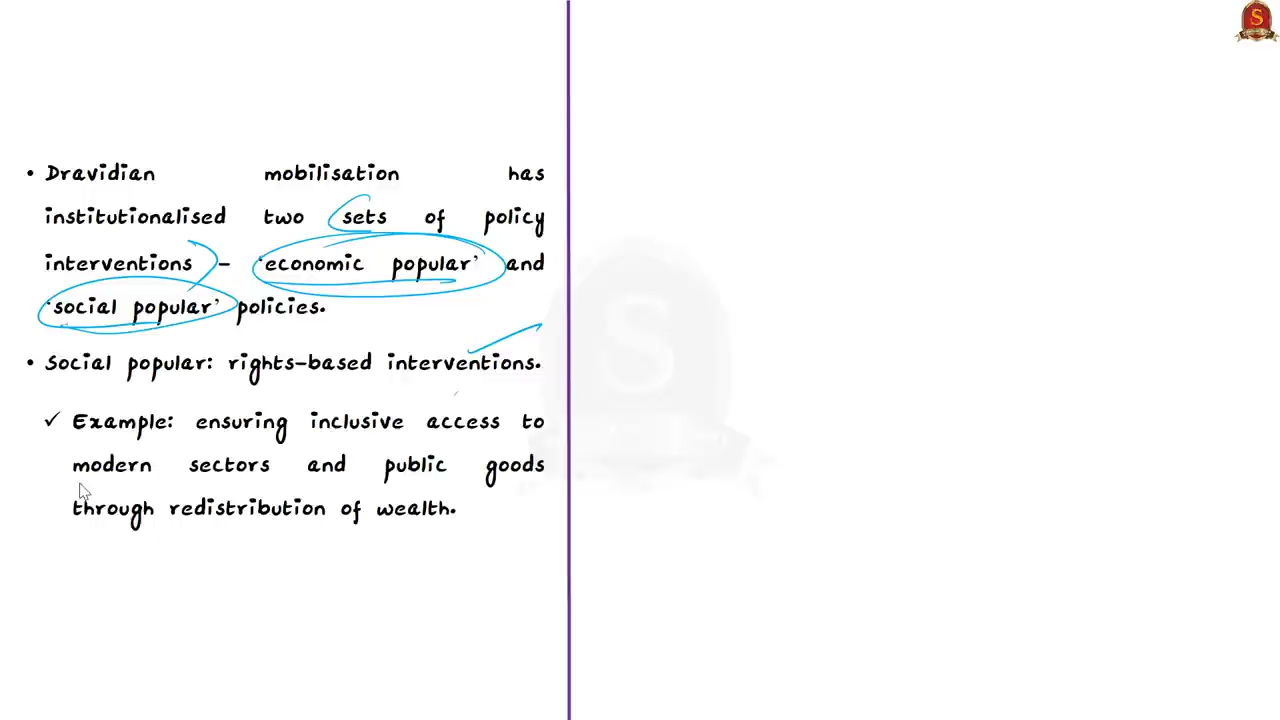 • Dravidian mobilisation has
institutionalised two sets of policy
interventions - 'economic popular' and
'social popular' policies.
• Social popular: rights-based interventions.
✓ Example: ensuring inclusive access to
modern sectors and public goods
through redistribution of wealth.
S
S